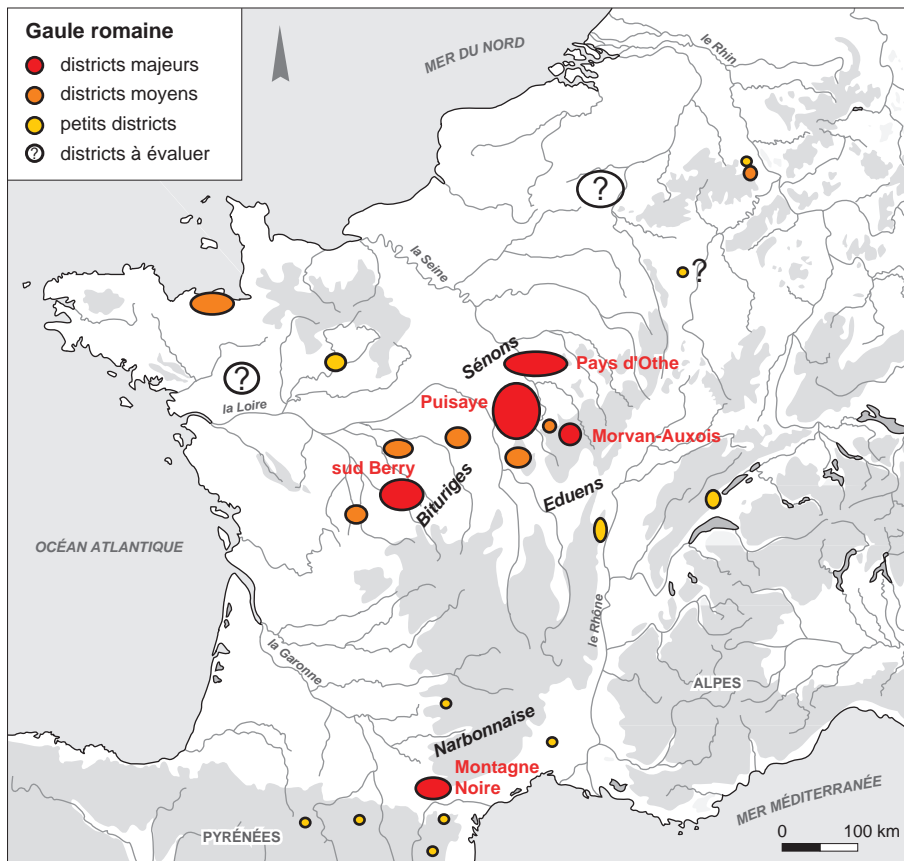 Gaule romaine
districts majeurs
districts moyens
petits districts
? districts à évaluer
MER DU NORD
le Rhin
?
?
la Seine
Sénons
Pays d'Othe
?
la Loire
Puisaye
Morvan-Auxois
sud Berry
Bituriges
Eduens
OCÉAN ATLANTIQUE
le Rhône
la Garonne
ALPES
Narbonnaise
Montagne
Noire
MER MÉDITERRANÉE
PYRÉNÉES
0 100 km